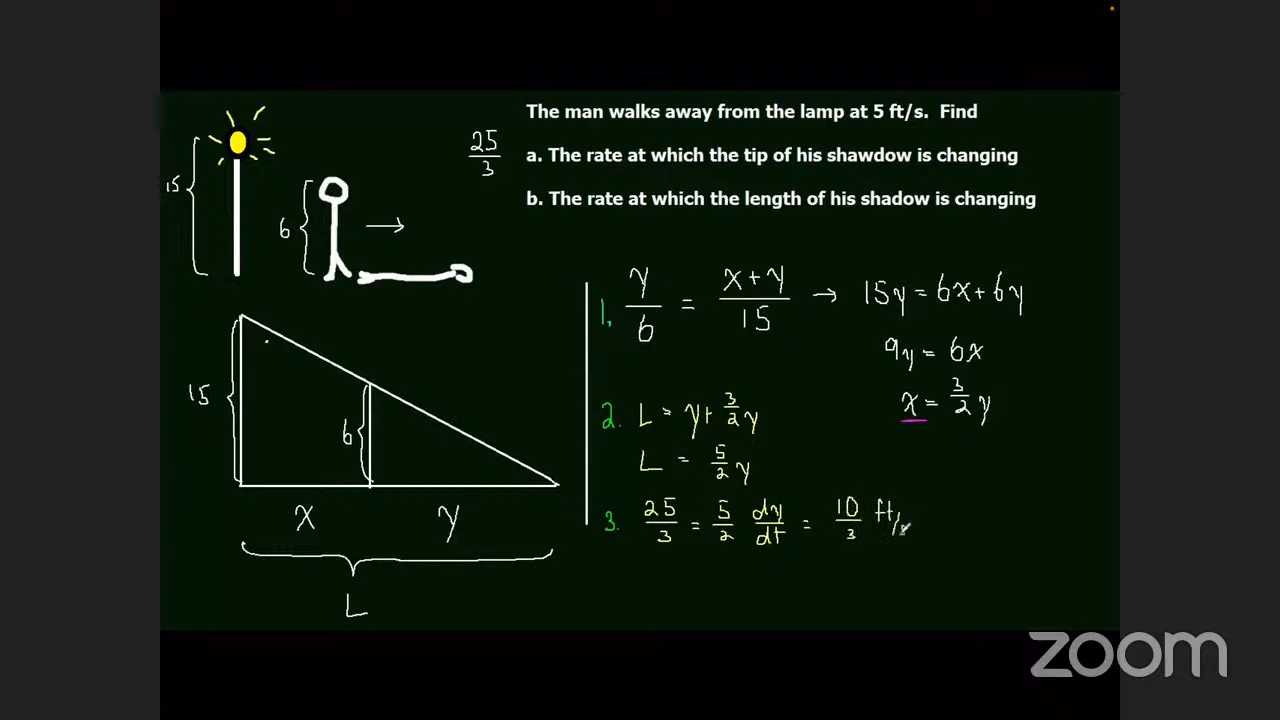 The man walks away from the lamp at 5 ft/s. Find
25/3
a. The rate at which the tip of his shawdow is changing
b. The rate at which the length of his shadow is changing
15
6
1. y/6 = (x+y)/15 → 15y = 6x+6y
9y = 6x
x = 3/2 y
2. L = y+ 3/2 y
L = 5/2 y
3. 25/3 = 5/2 dy/dt = 10/3 ft/s
15
6
x
y
L
zoom